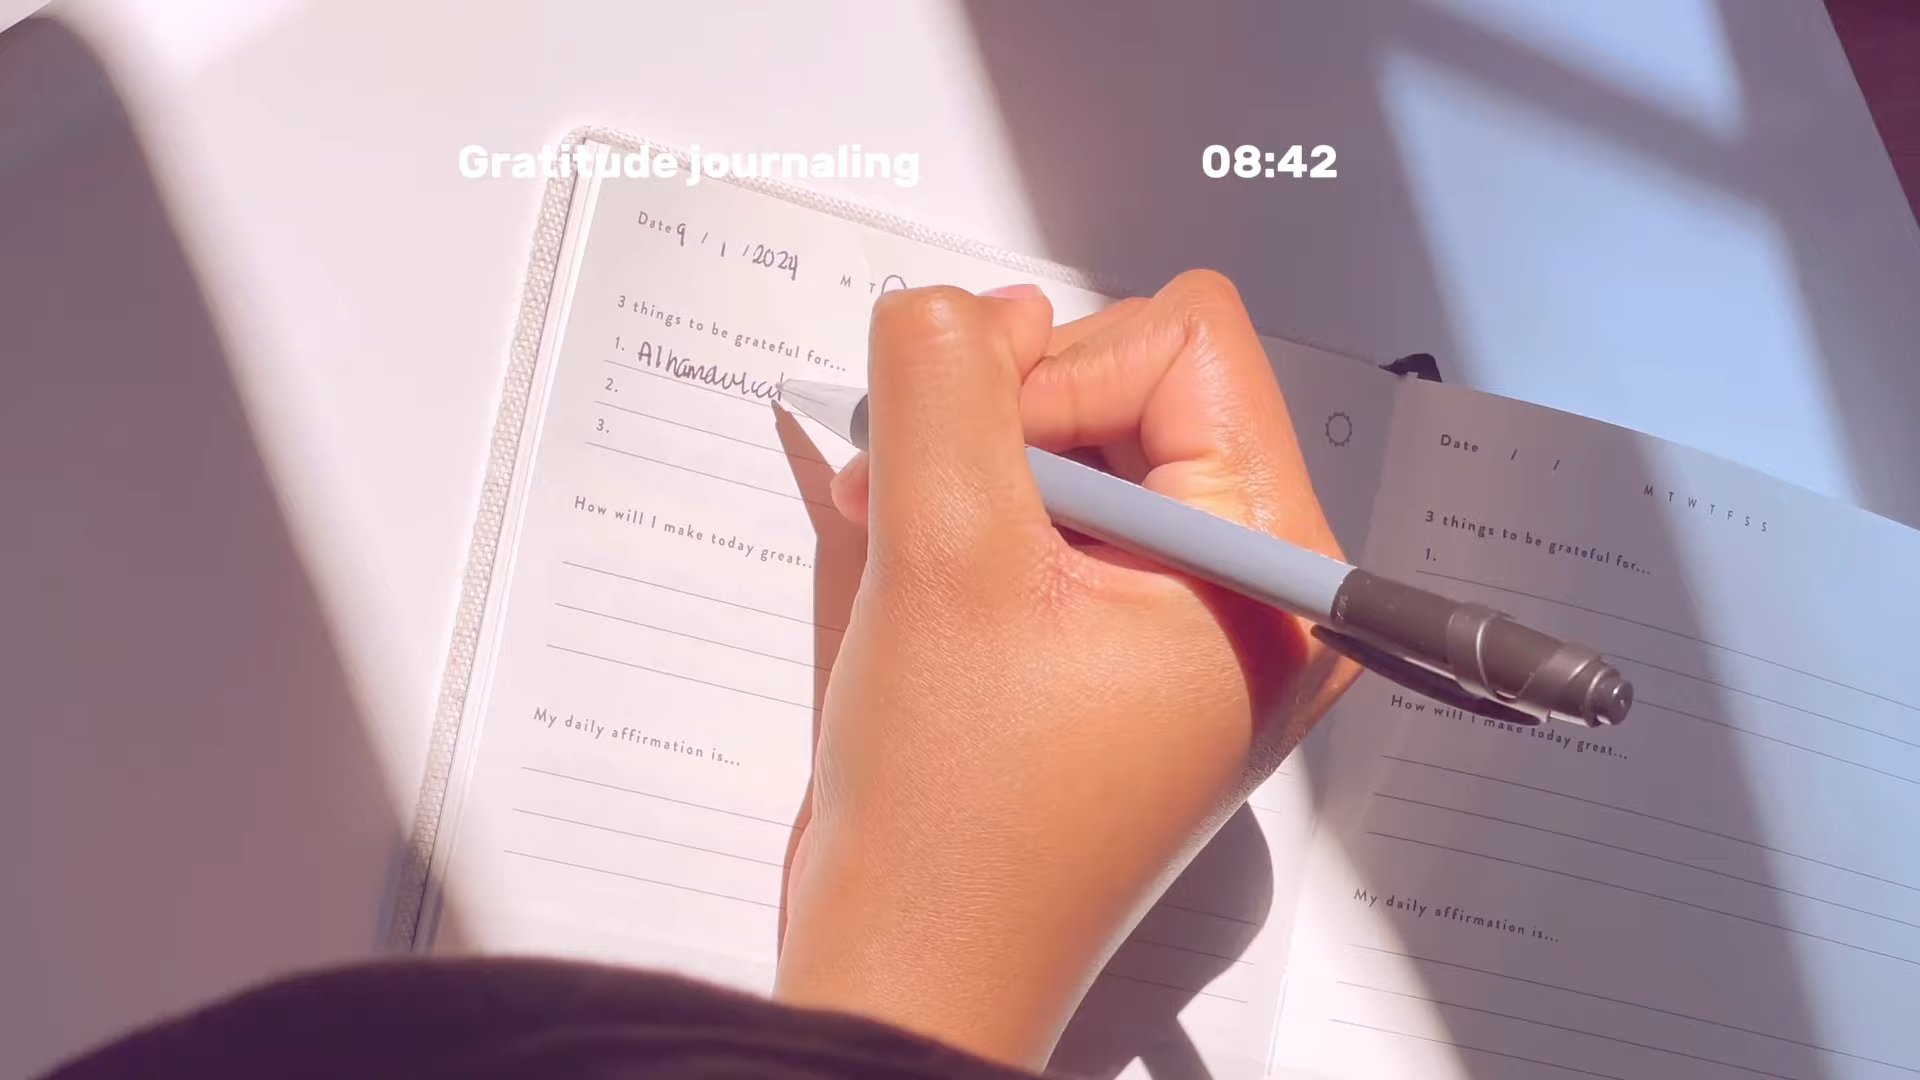 Gratitude journaling
08:42
Date 9 / 1 / 2024
M T
3 things to be grateful for...
1. Alhamdulil
2.
3.
How will I make today great...
My daily affirmation is...
Date / /
M T W T F S S
3 things to be grateful for...
1.
How will I make today great...
My daily affirmation is...